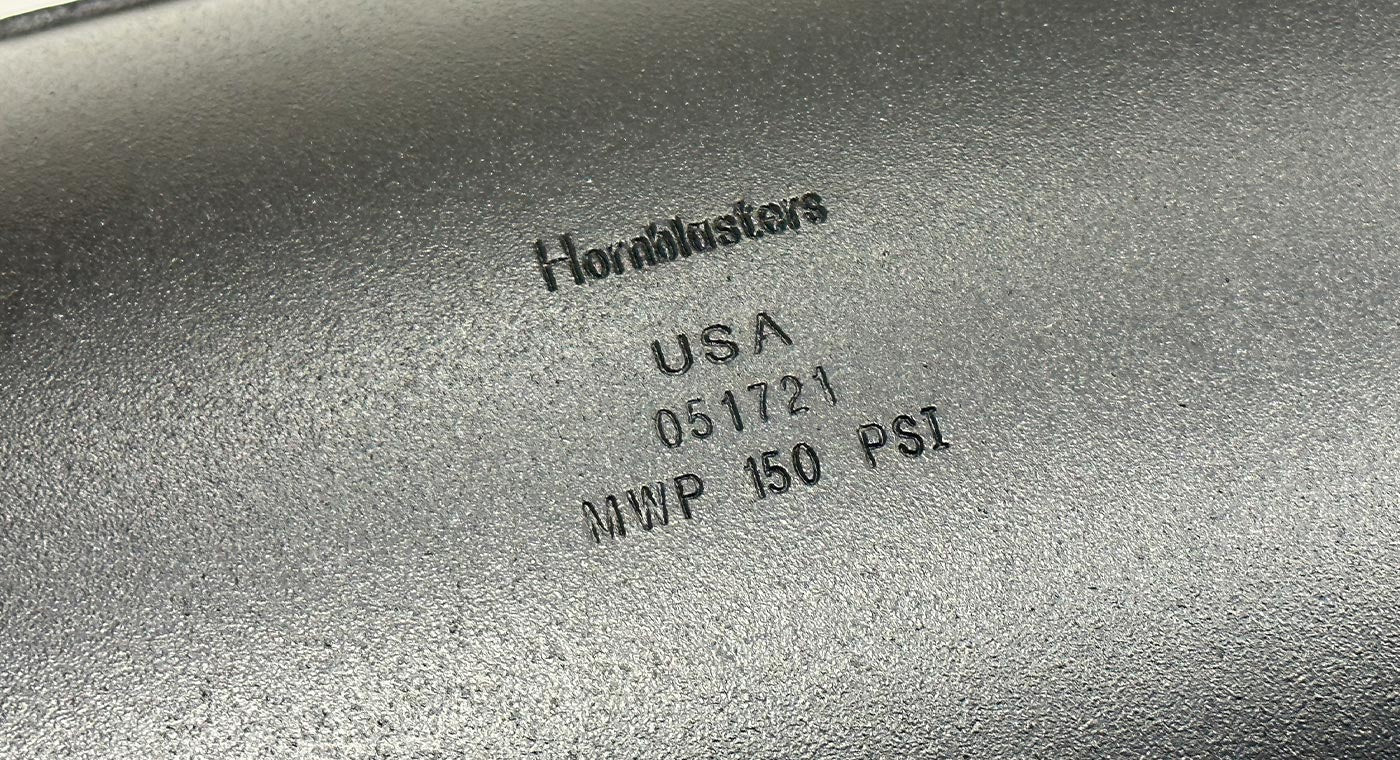 Hornblasters
USA
051721
MWP 150 PSI